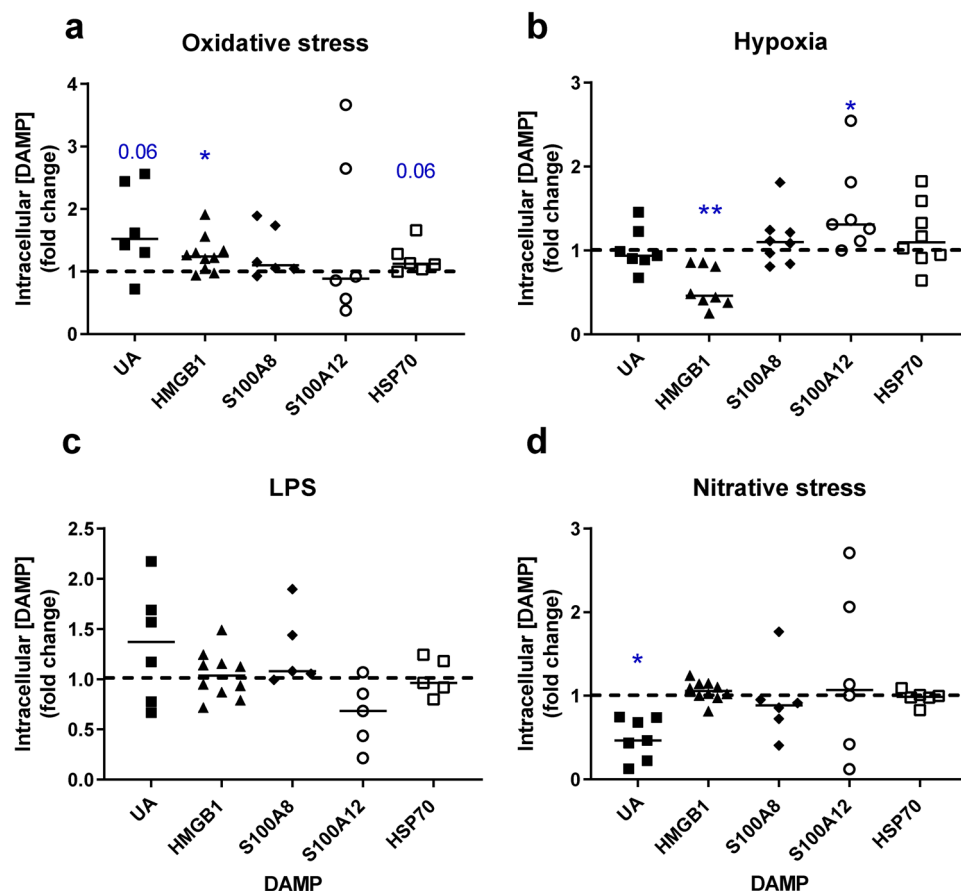 a
Oxidative stress
Intracellular [DAMP]
(fold change)
4
3
2
1
0
0.06
*
0.06
UA
HMGB1
S100A8
S100A12
HSP70
b
Hypoxia
Intracellular [DAMP]
(fold change)
3
2
1
0
**
*
UA
HMGB1
S100A8
S100A12
HSP70
c
LPS
Intracellular [DAMP]
(fold change)
2.5
2.0
1.5
1.0
0.5
0.0
UA
HMGB1
S100A8
S100A12
HSP70
DAMP
d
Nitrative stress
Intracellular [DAMP]
(fold change)
3
2
1
0
*
UA
HMGB1
S100A8
S100A12
HSP70
DAMP